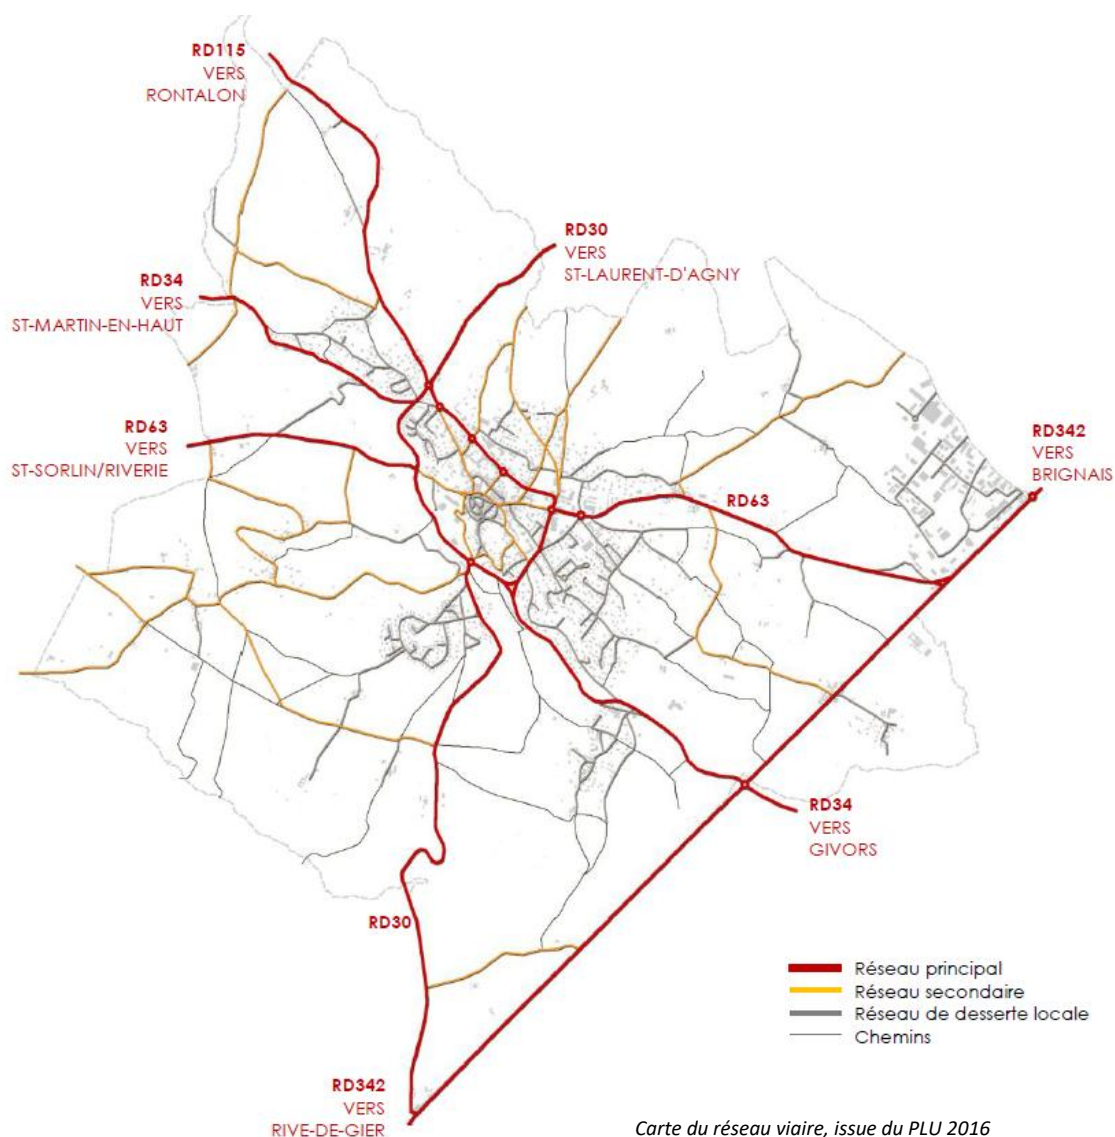 RD115
VERS
RONTALON
RD30
VERS
ST-LAURENT-D'AGNY
RD34
VERS
ST-MARTIN-EN-HAUT
RD63
VERS
ST-SORLIN/RIVERIE
RD342
VERS
BRIGNAIS
RD63
RD34
VERS
GIVORS
RD30
Réseau principal
Réseau secondaire
Réseau de desserte locale
Chemins
RD342
VERS
RIVE-DE-GIER
Carte du réseau viaire, issue du PLU 2016